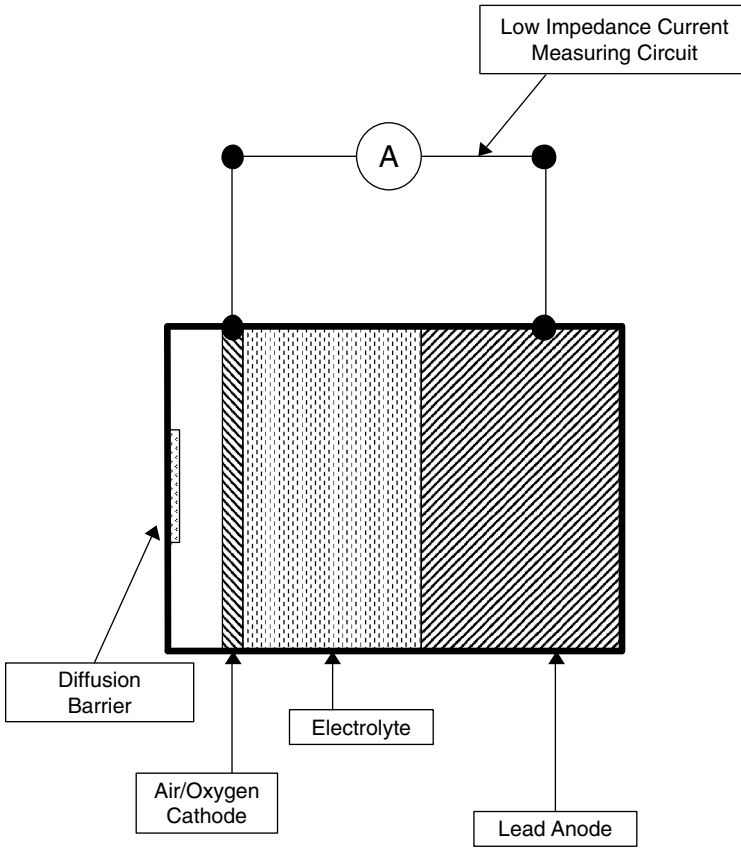 Low Impedance Current
Measuring Circuit
A
Diffusion
Barrier
Electrolyte
Air/Oxygen
Cathode
Lead Anode